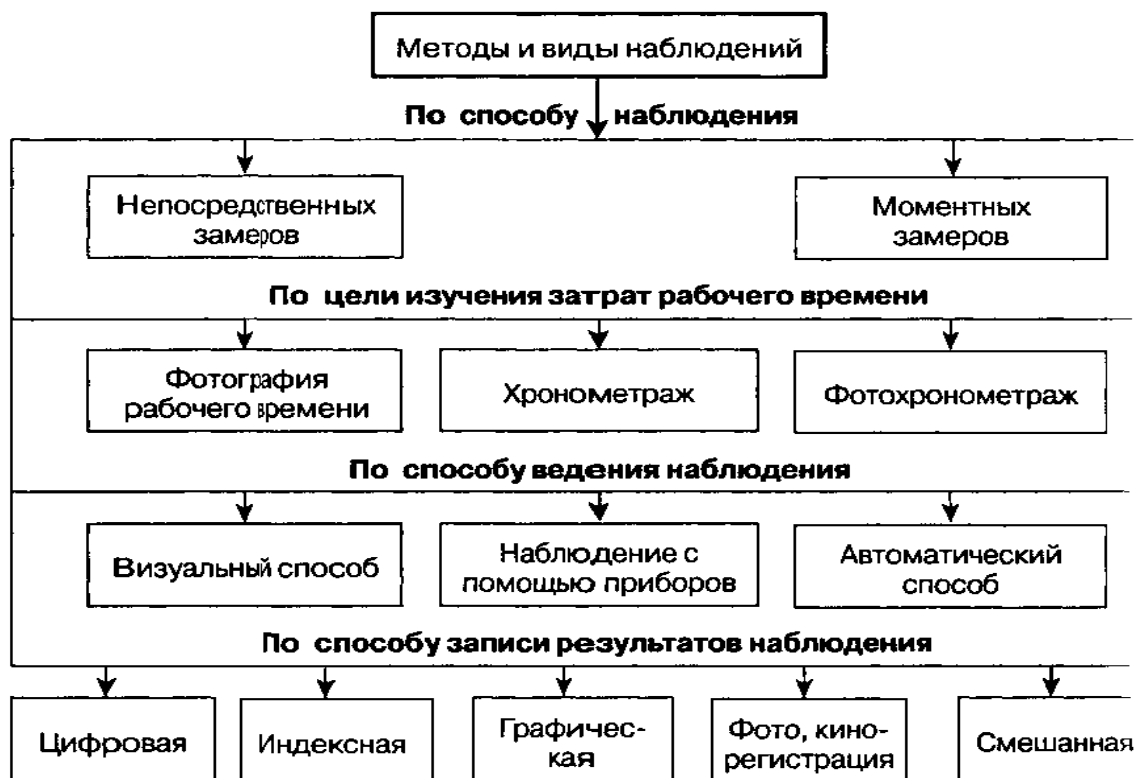 Методы и виды наблюдений
По способу наблюдения
Непосредственных
замеров
Моментных
замеров
По цели изучения затрат рабочего времени
Фотография
рабочего времени
Хронометраж
Фотохронометраж
По способу ведения наблюдения
Визуальный способ
Наблюдение с
помощью приборов
Автоматический
способ
По способу записи результатов наблюдения
Цифровая
Индексная
Графичес-
кая
Фото, кино-
регистрация
Смешанная